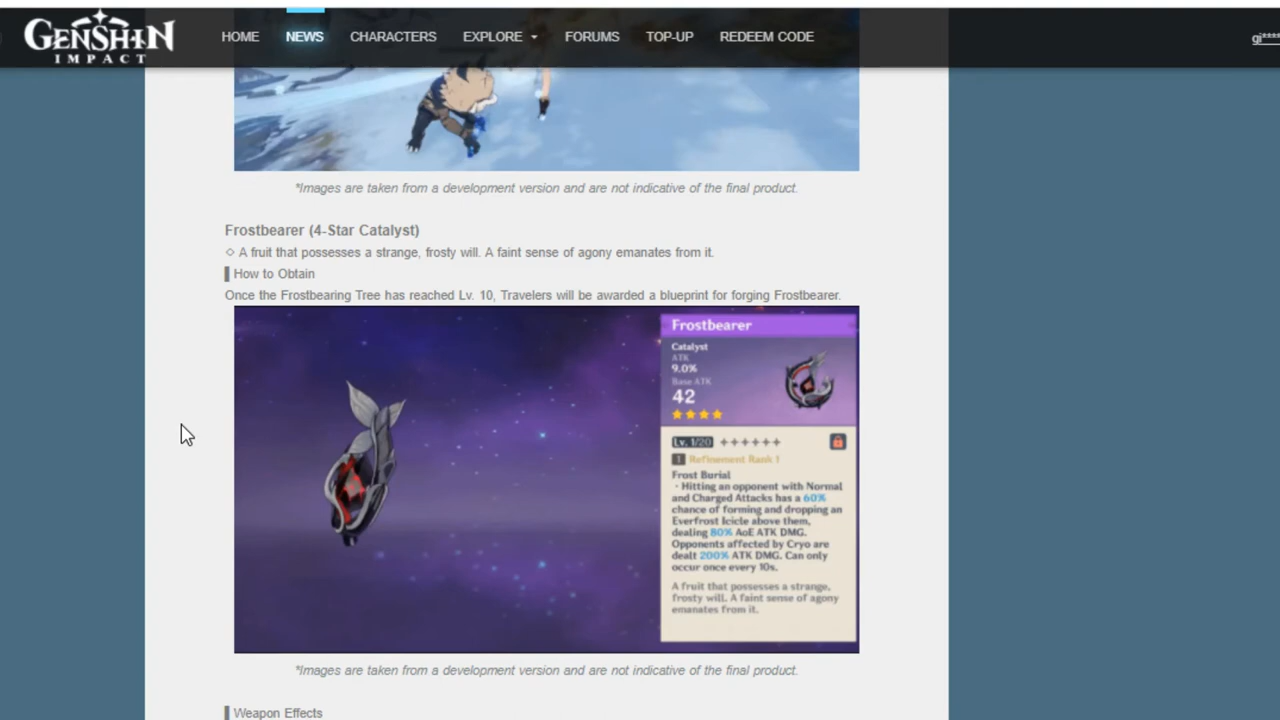 GENSHIN
IMPACT
HOME NEWS CHARACTERS EXPLORE FORUMS TOP-UP REDEEM CODE gi****
*Images are taken from a development version and are not indicative of the final product.
Frostbearer (4-Star Catalyst)
◇ A fruit that possesses a strange, frosty will. A faint sense of agony emanates from it.
▌How to Obtain
Once the Frostbearing Tree has reached Lv. 10, Travelers will be awarded a blueprint for forging Frostbearer.
Frostbearer
Catalyst
ATK
9.0%
Base ATK
42
★★★★
Lv. 1/20 ✦✦✦✦✦✦
1 Refinement Rank 1
Frost Burial
· Hitting an opponent with Normal
and Charged Attacks has a 60%
chance of forming and dropping an
Everfrost Icicle above them,
dealing 80% AoE ATK DMG.
Opponents affected by Cryo are
dealt 200% ATK DMG. Can only
occur once every 10s.
A fruit that possesses a strange,
frosty will. A faint sense of agony
emanates from it.
*Images are taken from a development version and are not indicative of the final product.
▌Weapon Effects